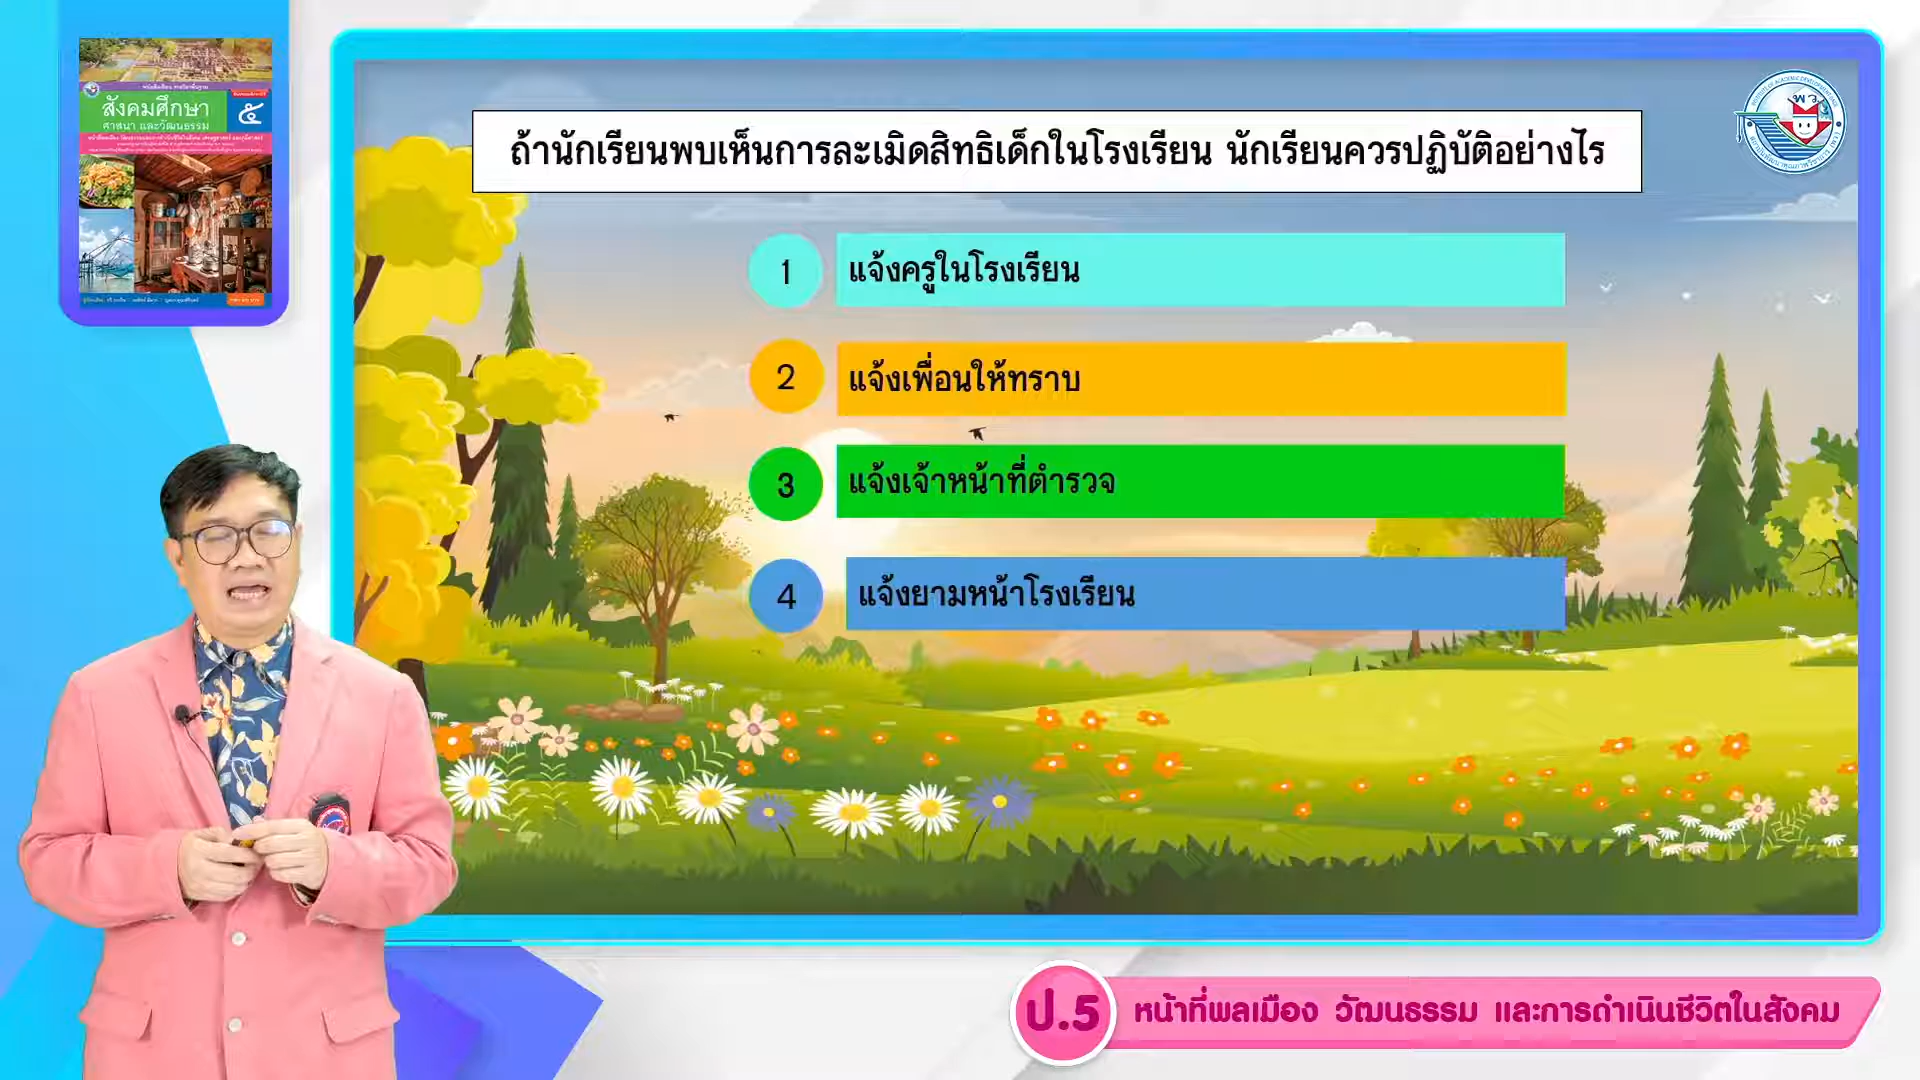 สังคมศึกษา
ศาสนา และวัฒนธรรม
๕
ถ้านักเรียนพบเห็นการละเมิดสิทธิเด็กในโรงเรียน นักเรียนควรปฏิบัติอย่างไร
พว
1 แจ้งครูในโรงเรียน
2 แจ้งเพื่อนให้ทราบ
3 แจ้งเจ้าหน้าที่ตำรวจ
4 แจ้งยามหน้าโรงเรียน
ป.5 หน้าที่พลเมือง วัฒนธรรม และการดำเนินชีวิตในสังคม